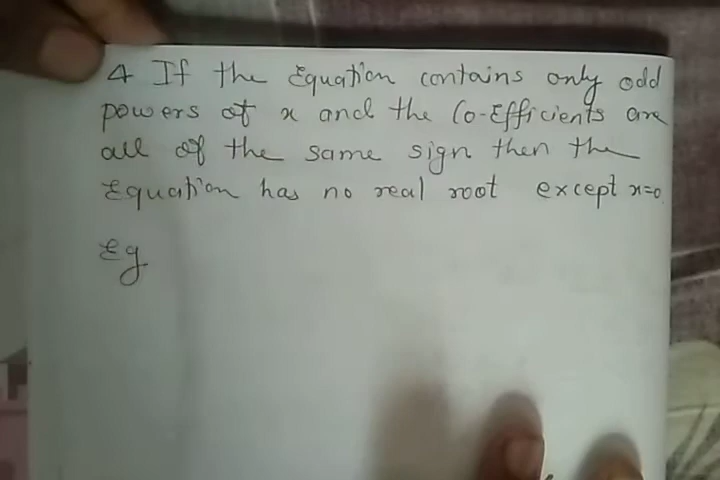 4 If the Equation contains only odd
powers of x and the Co-Efficients are
all of the same sign then the
Equation has no real root except x=0
Eg